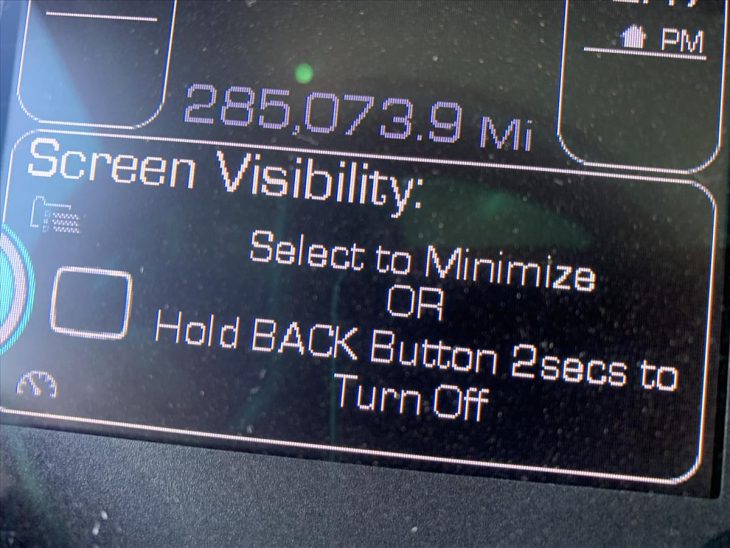 PM
285,073.9 Mi
Screen Visibility:
Select to Minimize
OR
Hold BACK Button 2secs to
Turn Off